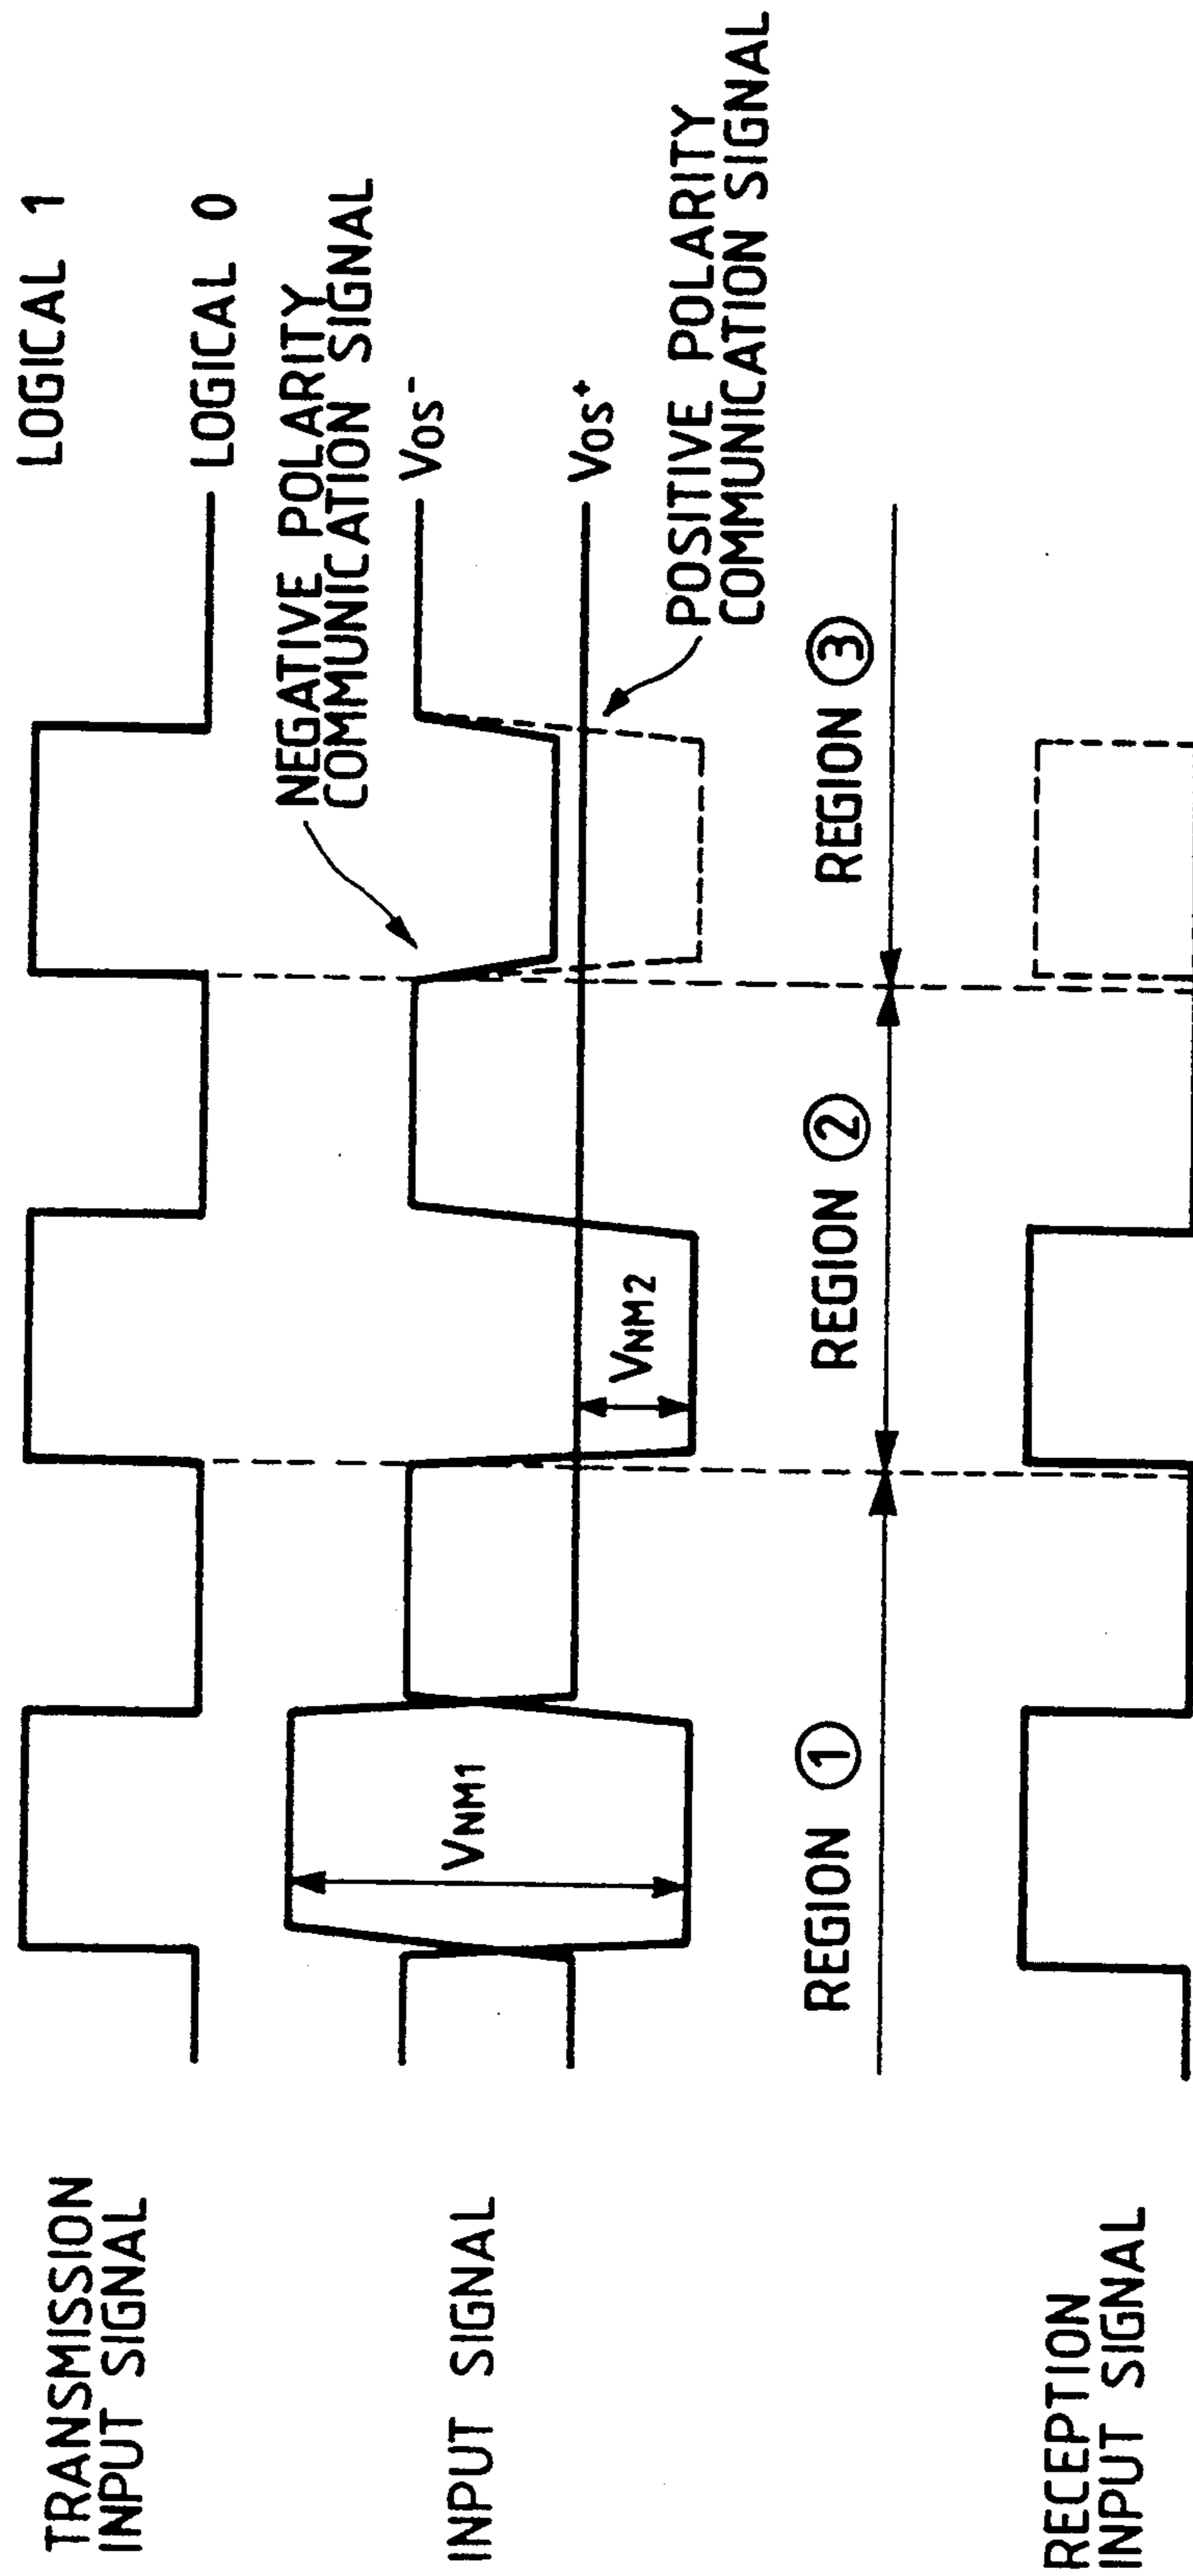 LOGICAL 1
LOGICAL 0
TRANSMISSION
INPUT SIGNAL
NEGATIVE POLARITY
COMMUNICATION SIGNAL
VOS-
INPUT SIGNAL
VNM1
VNM2
VOS+
POSITIVE POLARITY
COMMUNICATION SIGNAL
REGION ①
REGION ②
REGION ③
RECEPTION
INPUT SIGNAL